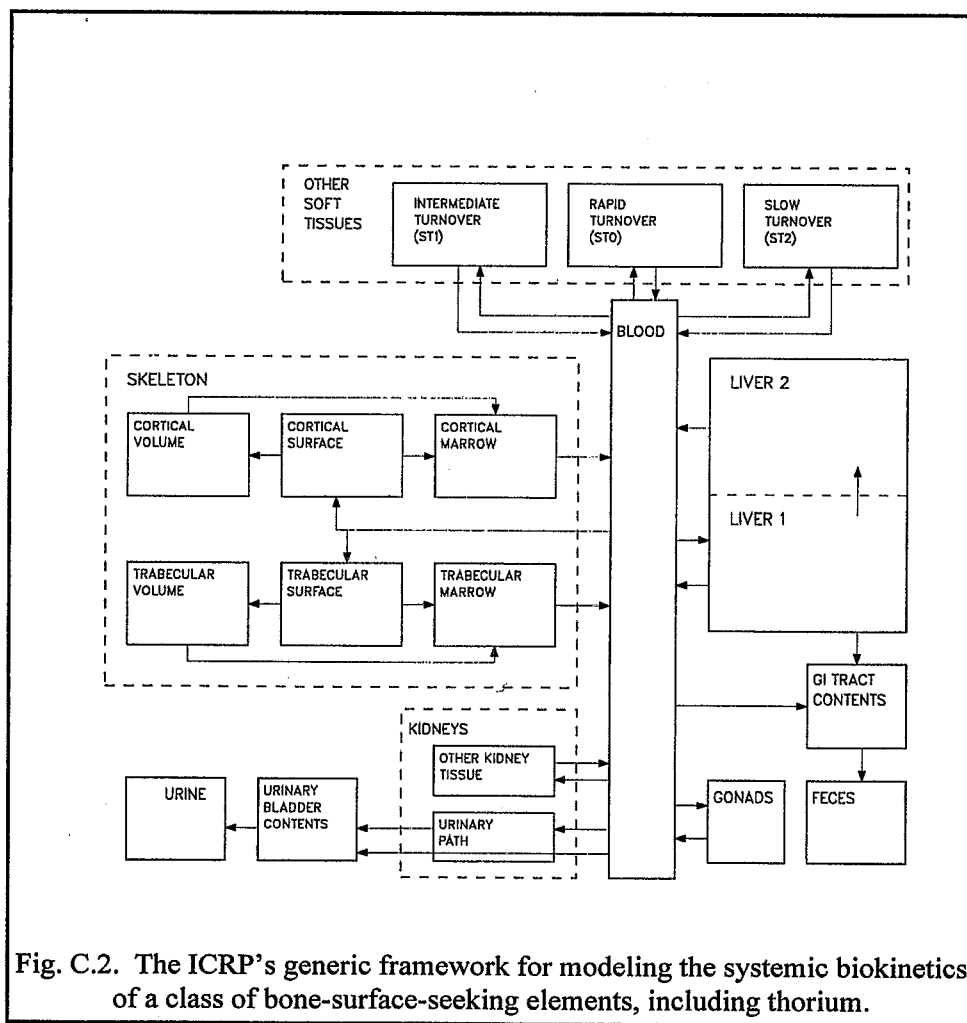 OTHER
SOFT
TISSUES
INTERMEDIATE
TURNOVER
(ST1)
RAPID
TURNOVER
(ST0)
SLOW
TURNOVER
(ST2)
BLOOD
SKELETON
CORTICAL
VOLUME
CORTICAL
SURFACE
CORTICAL
MARROW
TRABECULAR
VOLUME
TRABECULAR
SURFACE
TRABECULAR
MARROW
LIVER 2
LIVER 1
GI TRACT
CONTENTS
KIDNEYS
OTHER KIDNEY
TISSUE
URINARY
PATH
URINE
URINARY
BLADDER
CONTENTS
GONADS
FECES
Fig. C.2. The ICRP's generic framework for modeling the systemic biokinetics
of a class of bone-surface-seeking elements, including thorium.